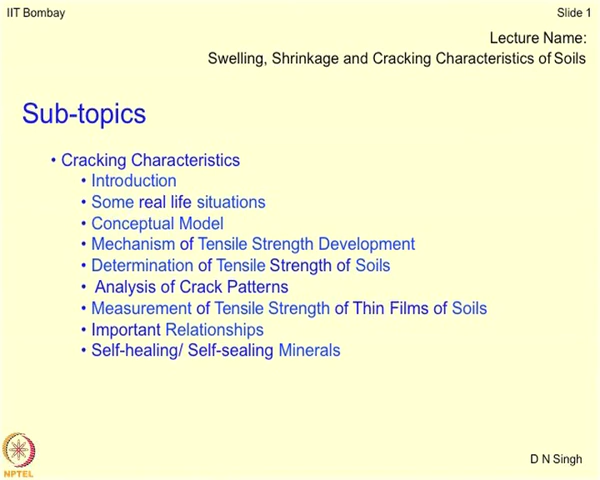 IIT Bombay
Slide 1
Lecture Name:
Swelling, Shrinkage and Cracking Characteristics of Soils
Sub-topics
• Cracking Characteristics
• Introduction
• Some real life situations
• Conceptual Model
• Mechanism of Tensile Strength Development
• Determination of Tensile Strength of Soils
• Analysis of Crack Patterns
• Measurement of Tensile Strength of Thin Films of Soils
• Important Relationships
• Self-healing/ Self-sealing Minerals
NPTEL
D N Singh